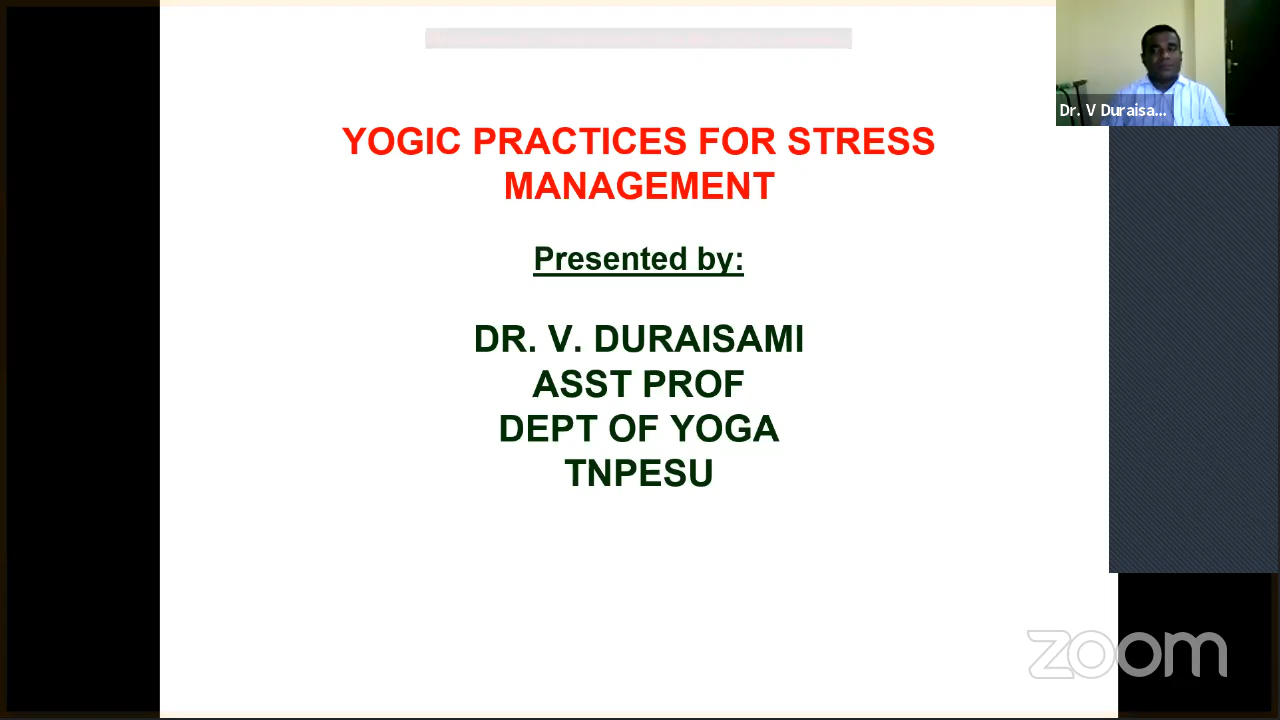 YOGIC PRACTICES FOR STRESS
MANAGEMENT
Presented by:
DR. V. DURAISAMI
ASST PROF
DEPT OF YOGA
TNPESU
Dr. V Duraisa...
zoom